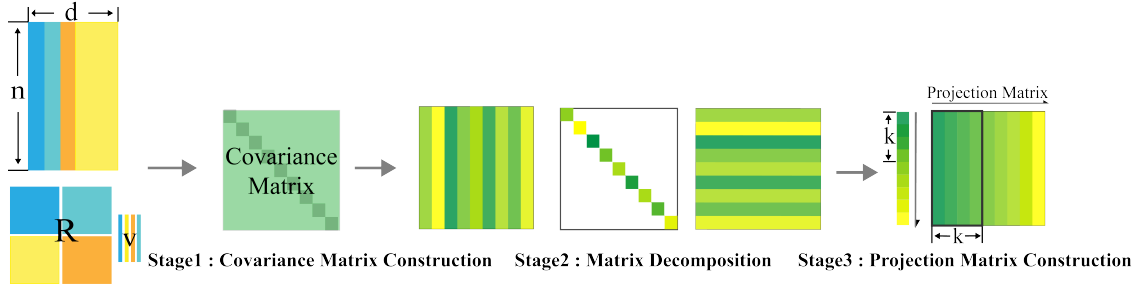 d
n
R
v
Covariance
Matrix
Projection Matrix
k
k
Stage1 : Covariance Matrix Construction
Stage2 : Matrix Decomposition
Stage3 : Projection Matrix Construction